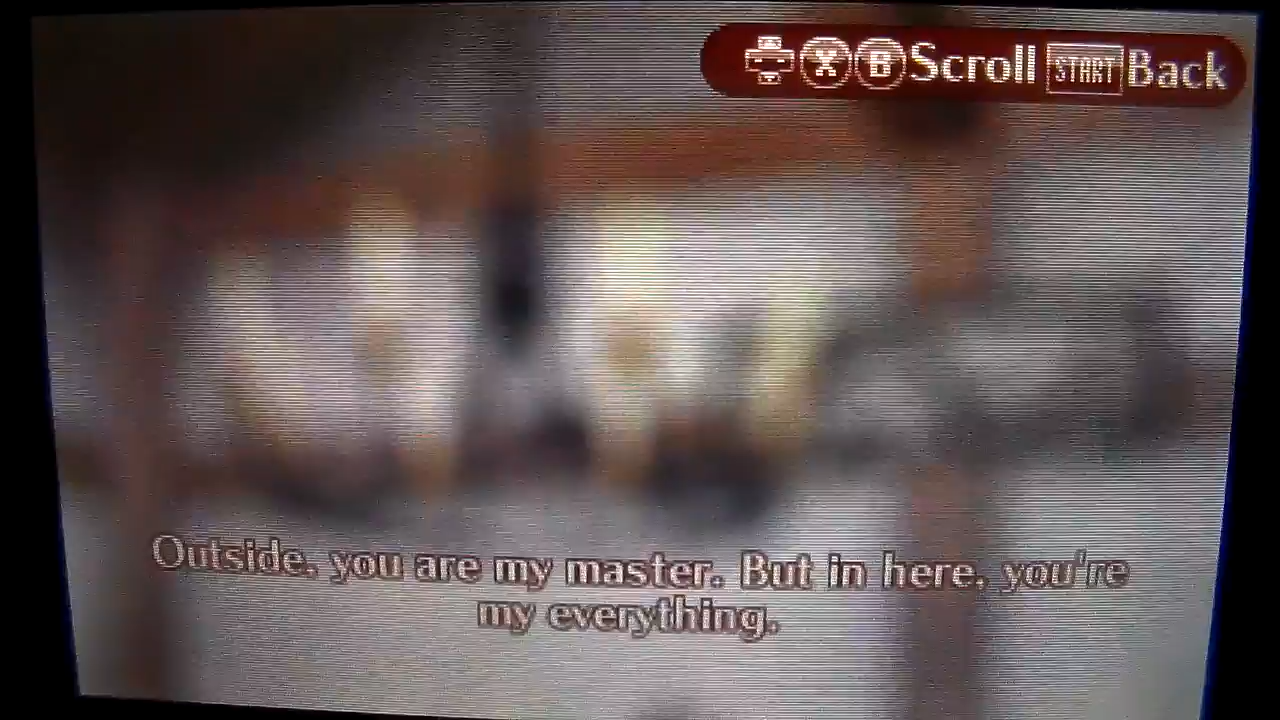 X B Scroll START Back
Outside, you are my master. But in here, you're
my everything.